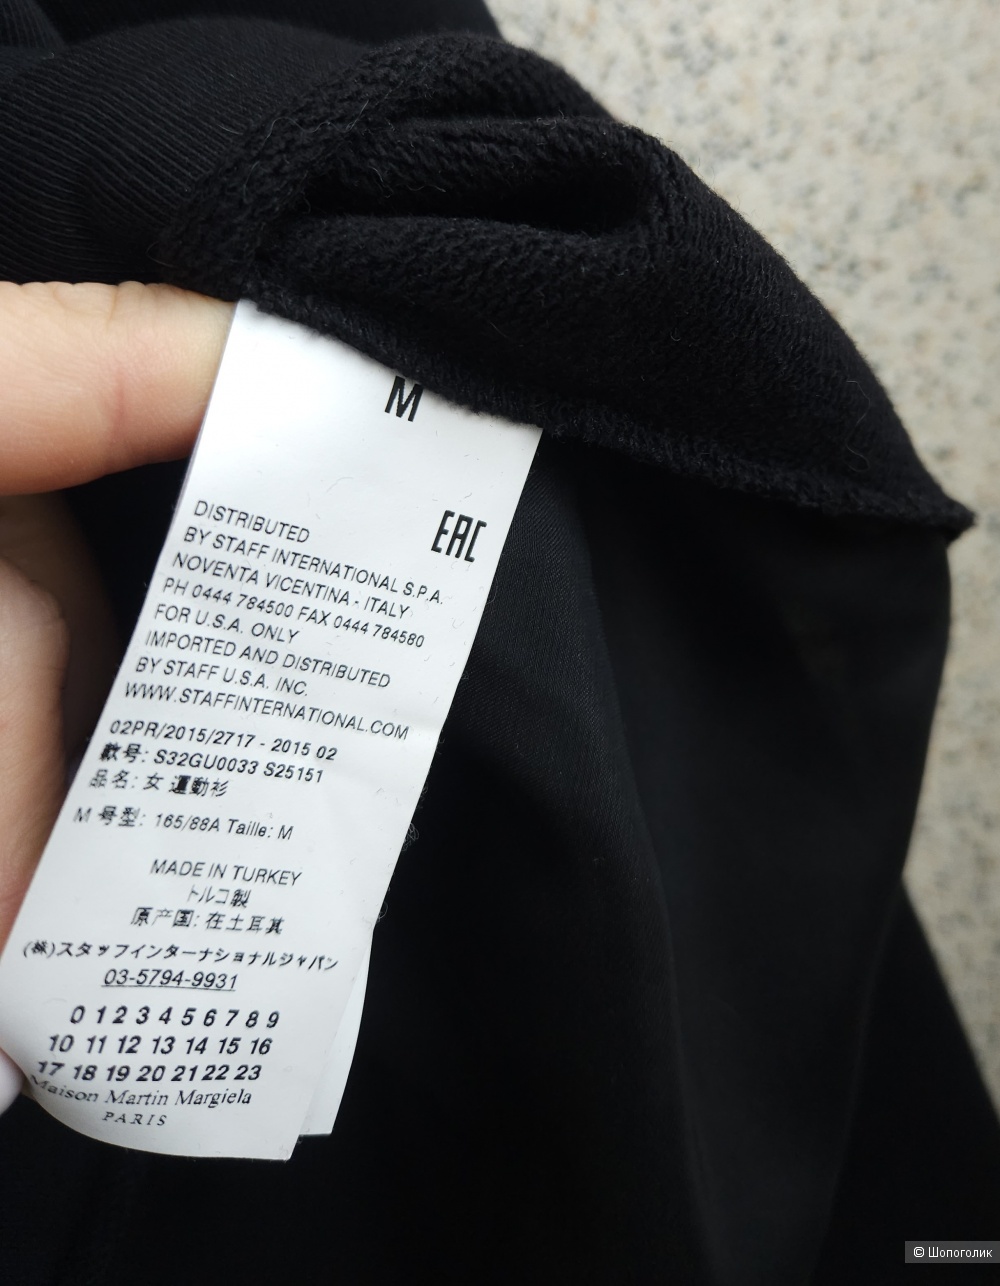 M
EAC
DISTRIBUTED
BY STAFF INTERNATIONAL S.P.A.
NOVENTA VICENTINA - ITALY
PH 0444 784500 FAX 0444 784580
FOR U.S.A. ONLY
IMPORTED AND DISTRIBUTED
BY STAFF U.S.A. INC.
WWW.STAFFINTERNATIONAL.COM
02PR/2015/2717 - 2015 02
款号: S32GU0033 S25151
品名: 女 運動衫
M 号型: 165/88A Taille: M
MADE IN TURKEY
トルコ製
原产国: 在土耳其
(株)スタッフインターナショナルジャパン
03-5794-9931
0 1 2 3 4 5 6 7 8 9
10 11 12 13 14 15 16
17 18 19 20 21 22 23
Maison Martin Margiela
PARIS
© Шопоголик